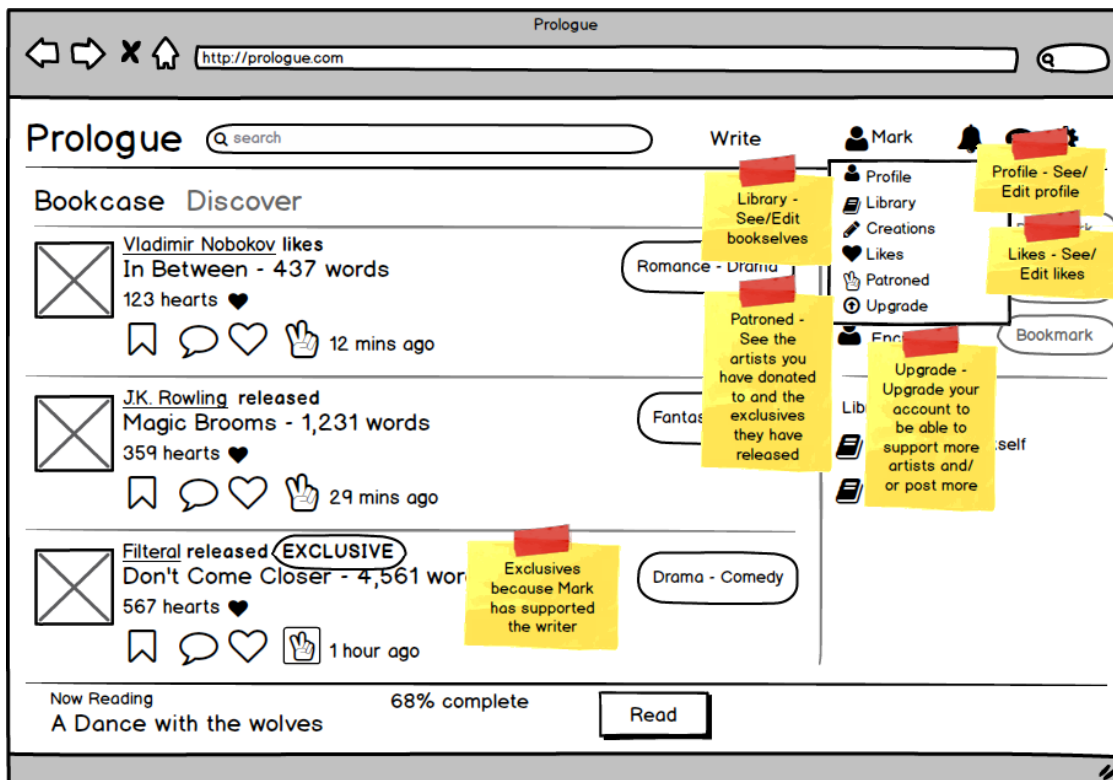 Prologue
http://prologue.com
Prologue
search
Write
Mark
Profile
Library
Creations
Likes
Patroned
Upgrade
Bookcase Discover
Vladimir Nobokov likes
In Between - 437 words
123 hearts
12 mins ago
Romance - Drama
J.K. Rowling released
Magic Brooms - 1,231 words
359 hearts
29 mins ago
Filteral released EXCLUSIVE
Don't Come Closer - 4,561
567 hearts
1 hour ago
Drama - Comedy
Library -
See/Edit
bookselves
Profile - See/
Edit profile
Likes - See/
Edit likes
Patroned -
See the
artists you
have donated
to and the
exclusives
they have
released
Bookmark
Upgrade -
Upgrade your
account to
be able to
support more
artists and/
or post more
Exclusives
because Mark
has supported
the writer
Now Reading
A Dance with the wolves
68% complete
Read